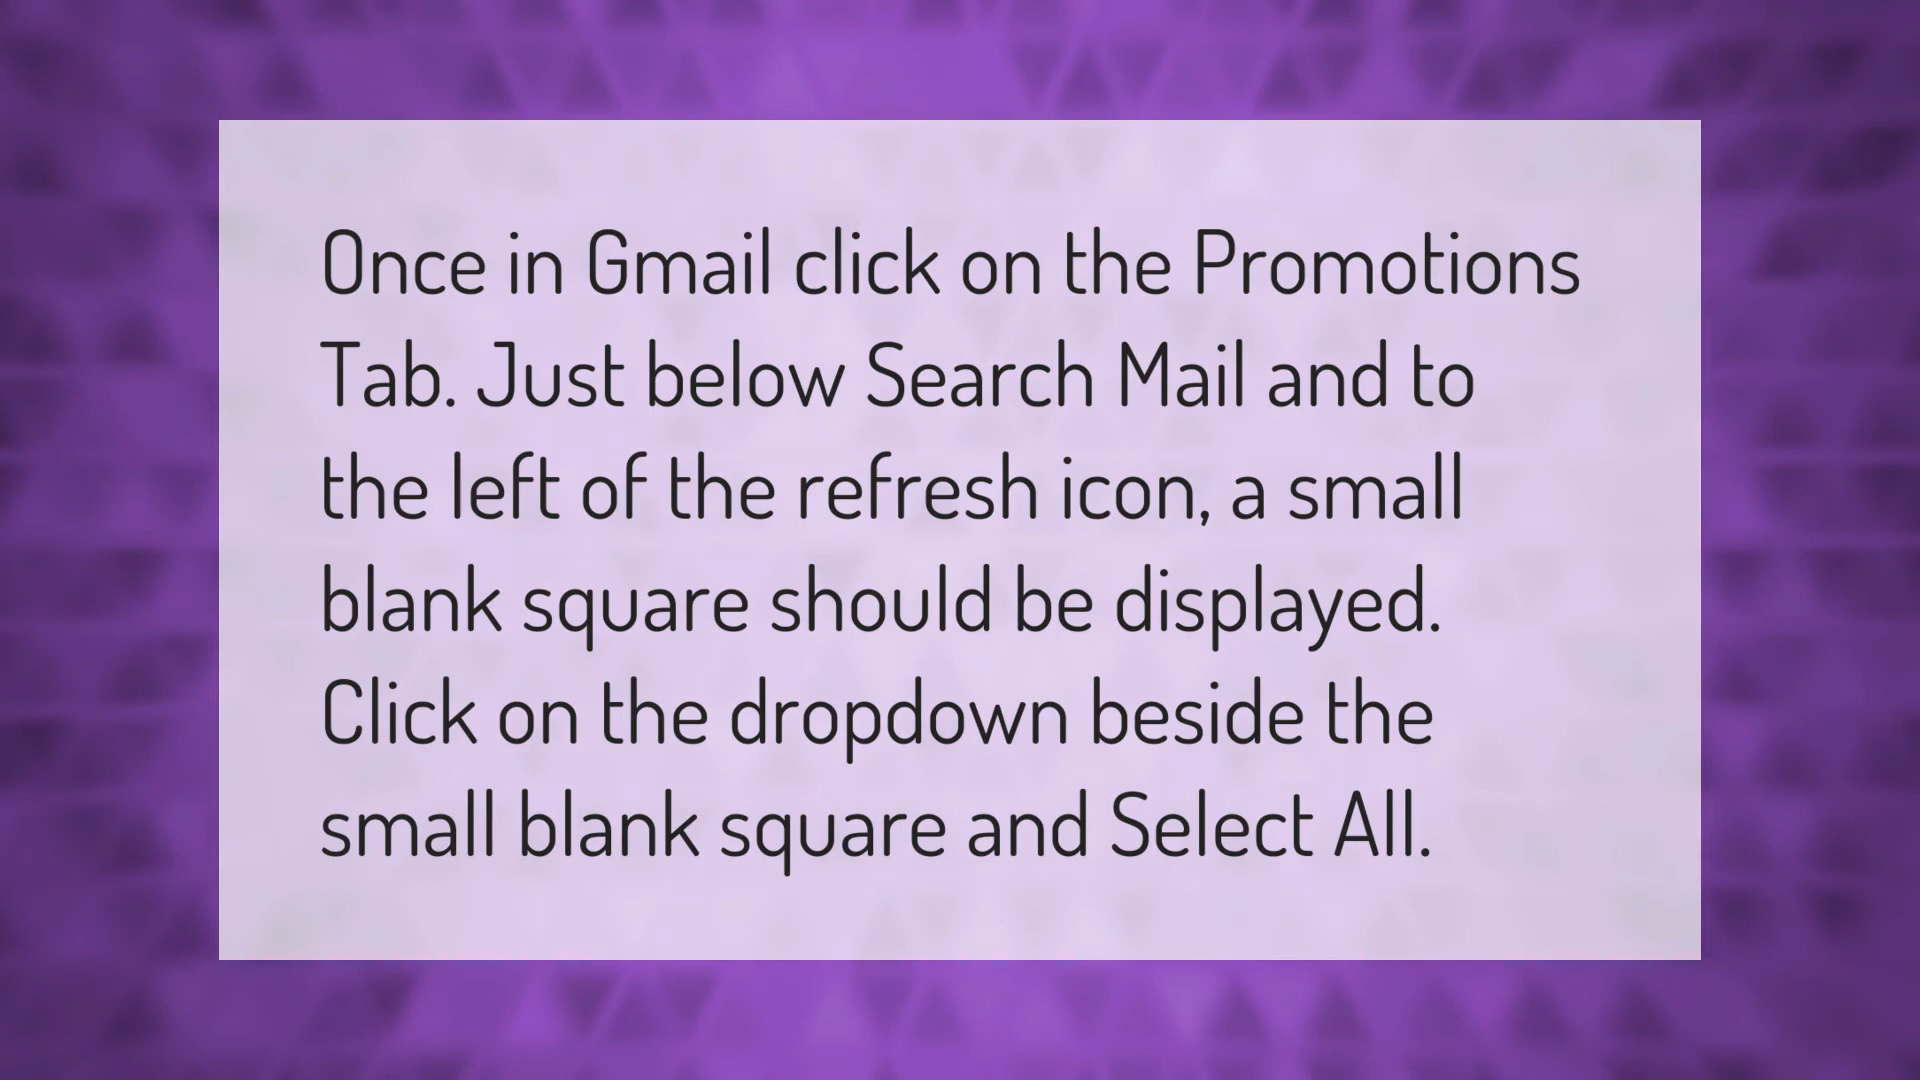 Once in Gmail click on the Promotions
Tab. Just below Search Mail and to
the left of the refresh icon, a small
blank square should be displayed.
Click on the dropdown beside the
small blank square and Select All.